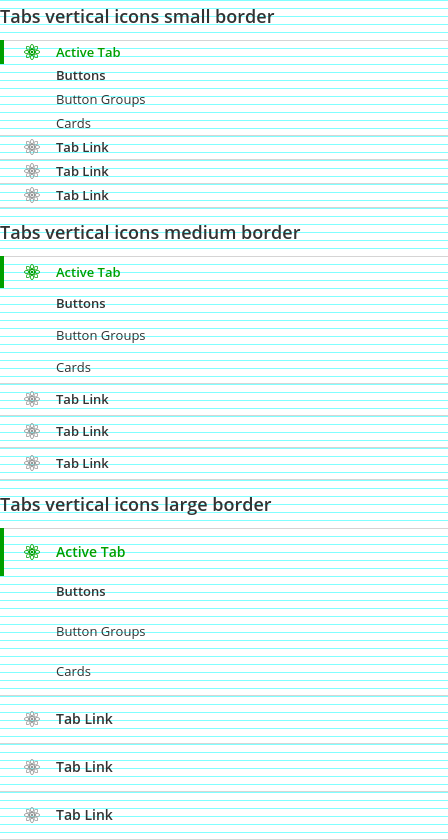 Tabs vertical icons small border
Active Tab
Buttons
Button Groups
Cards
Tab Link
Tab Link
Tab Link
Tabs vertical icons medium border
Active Tab
Buttons
Button Groups
Cards
Tab Link
Tab Link
Tab Link
Tabs vertical icons large border
Active Tab
Buttons
Button Groups
Cards
Tab Link
Tab Link
Tab Link